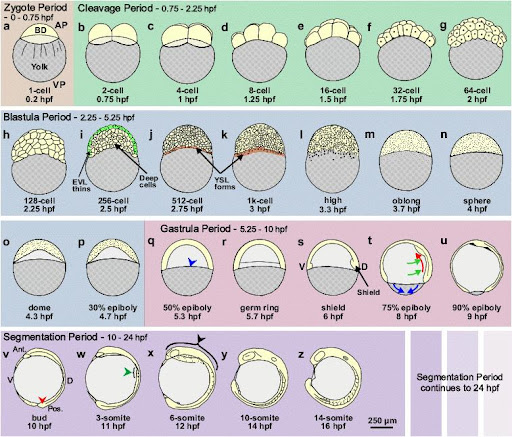 Zygote Period
- 0 - 0.75 hpf
Cleavage Period - 0.75 - 2.25 hpf
a
AP
BD
Yolk
VP
1-cell
0.2 hpf
b
2-cell
0.75 hpf
c
4-cell
1 hpf
d
8-cell
1.25 hpf
e
16-cell
1.5 hpf
f
32-cell
1.75 hpf
g
64-cell
2 hpf
Blastula Period - 2.25 - 5.25 hpf
h
128-cell
2.25 hpf
i
EVL
thins
Deep
cells
256-cell
2.5 hpf
j
512-cell
2.75 hpf
YSL
forms
k
1k-cell
3 hpf
l
high
3.3 hpf
m
oblong
3.7 hpf
n
sphere
4 hpf
Gastrula Period - 5.25 - 10 hpf
o
dome
4.3 hpf
p
30% epiboly
4.7 hpf
q
50% epiboly
5.3 hpf
r
germ ring
5.7 hpf
s
V
D
Shield
shield
6 hpf
t
75% epiboly
8 hpf
u
90% epiboly
9 hpf
Segmentation Period - 10 - 24 hpf
v
Ant.
V
D
Pos.
bud
10 hpf
w
3-somite
11 hpf
x
6-somite
12 hpf
y
10-somite
14 hpf
z
14-somite
16 hpf
250 µm
Segmentation Period
continues to 24 hpf